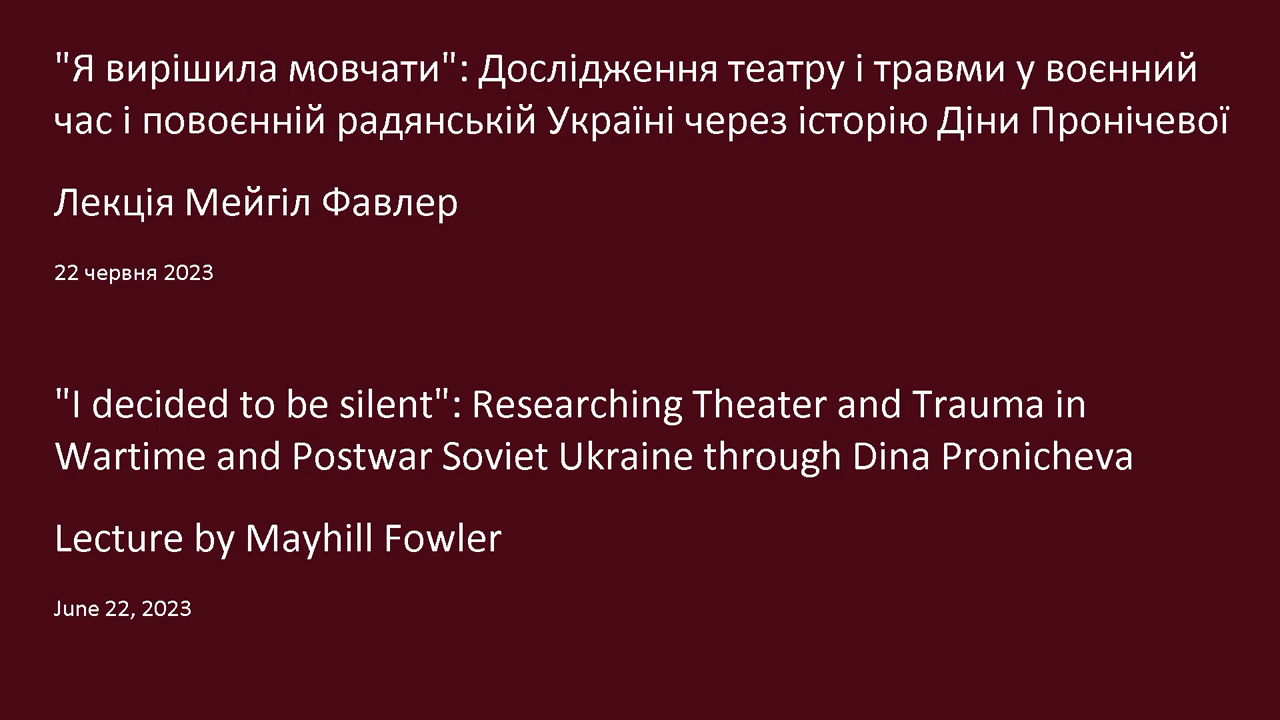 "Я вирішила мовчати": Дослідження театру і травми у воєнний
час і повоєнній радянській Україні через історію Діни Пронічевої
Лекція Мейгіл Фавлер
22 червня 2023
"I decided to be silent": Researching Theater and Trauma in
Wartime and Postwar Soviet Ukraine through Dina Pronicheva
Lecture by Mayhill Fowler
June 22, 2023